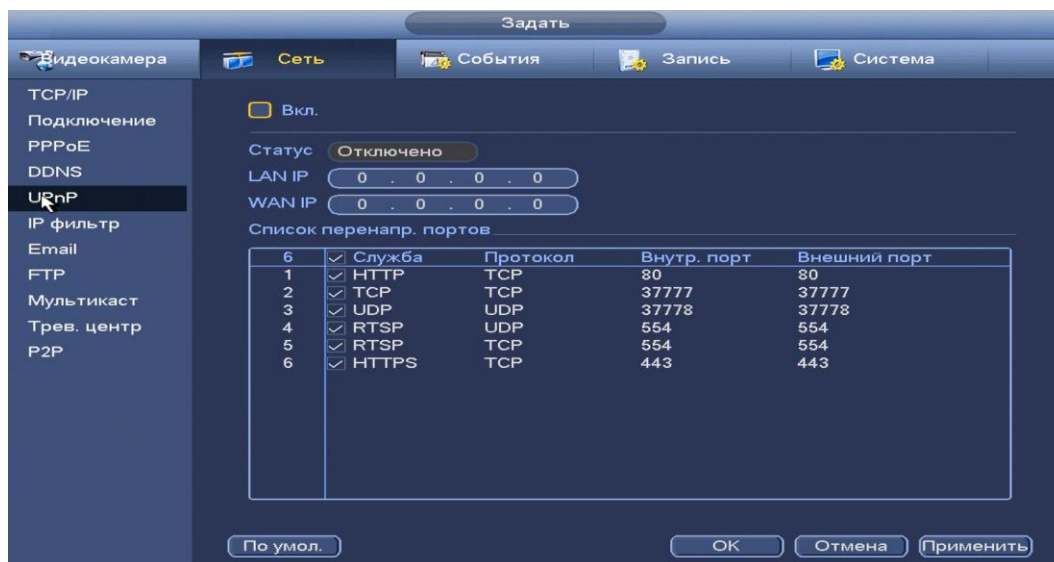 Задать
Видеокамера Сеть События Запись Система
TCP/IP
Подключение
PPPoE
DDNS
UPnP
IP фильтр
Email
FTP
Мультикаст
Трев. центр
P2P
Вкл.
Статус Отключено
LAN IP 0 . 0 . 0 . 0
WAN IP 0 . 0 . 0 . 0
Список перенапр. портов
6 Служба Протокол Внутр. порт Внешний порт
1 HTTP TCP 80 80
2 TCP TCP 37777 37777
3 UDP UDP 37778 37778
4 RTSP UDP 554 554
5 RTSP TCP 554 554
6 HTTPS TCP 443 443
По умол. OK Отмена Применить